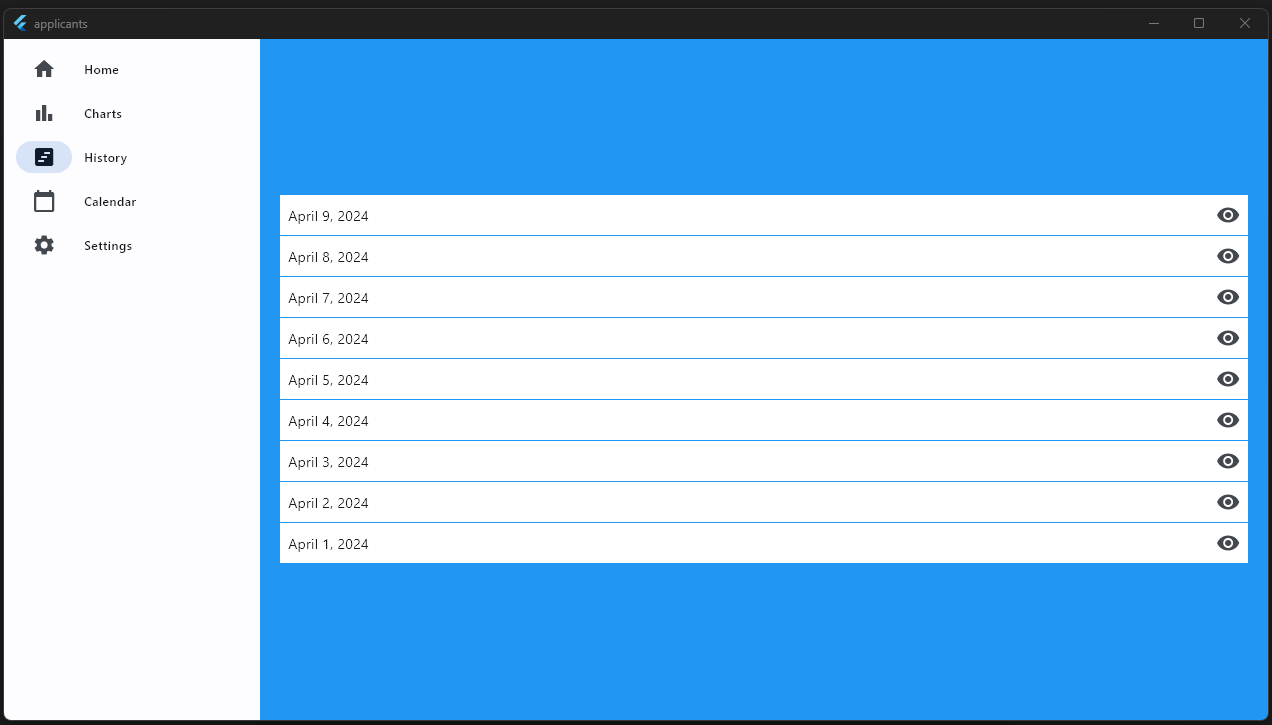 applicants
Home
Charts
History
Calendar
Settings
April 9, 2024
April 8, 2024
April 7, 2024
April 6, 2024
April 5, 2024
April 4, 2024
April 3, 2024
April 2, 2024
April 1, 2024